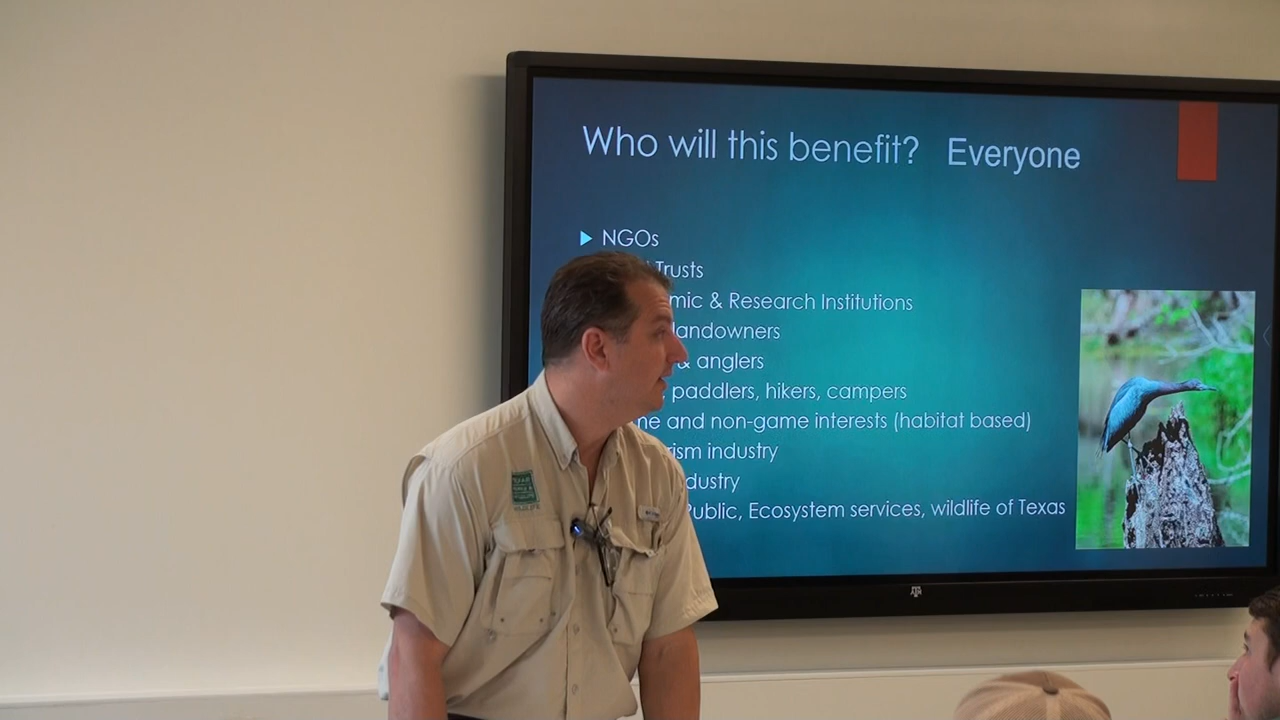 Who will this benefit? Everyone
NGOs
Trusts
mic & Research Institutions
landowners
& anglers
, paddlers, hikers, campers
ne and non-game interests (habitat based)
rism industry
dustry
Public, Ecosystem services, wildlife of Texas